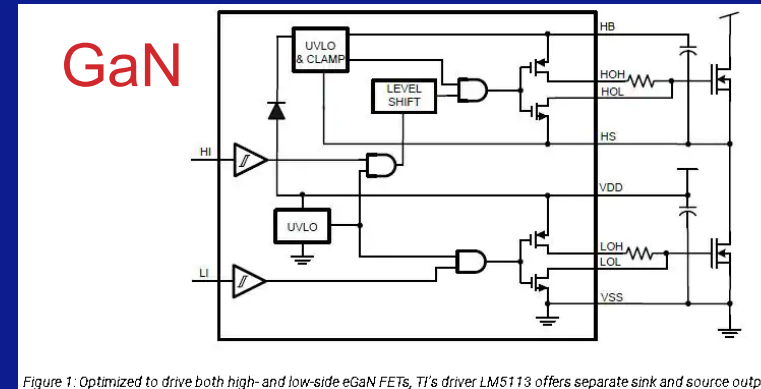 GaN
UVLO
& CLAMP
LEVEL
SHIFT
HB
HOH
HOL
HS
HI
VDD
UVLO
LOH
LOL
LI
VSS
Figure 1: Optimized to drive both high- and low-side eGaN FETs, TI's driver LM5113 offers separate sink and source outp